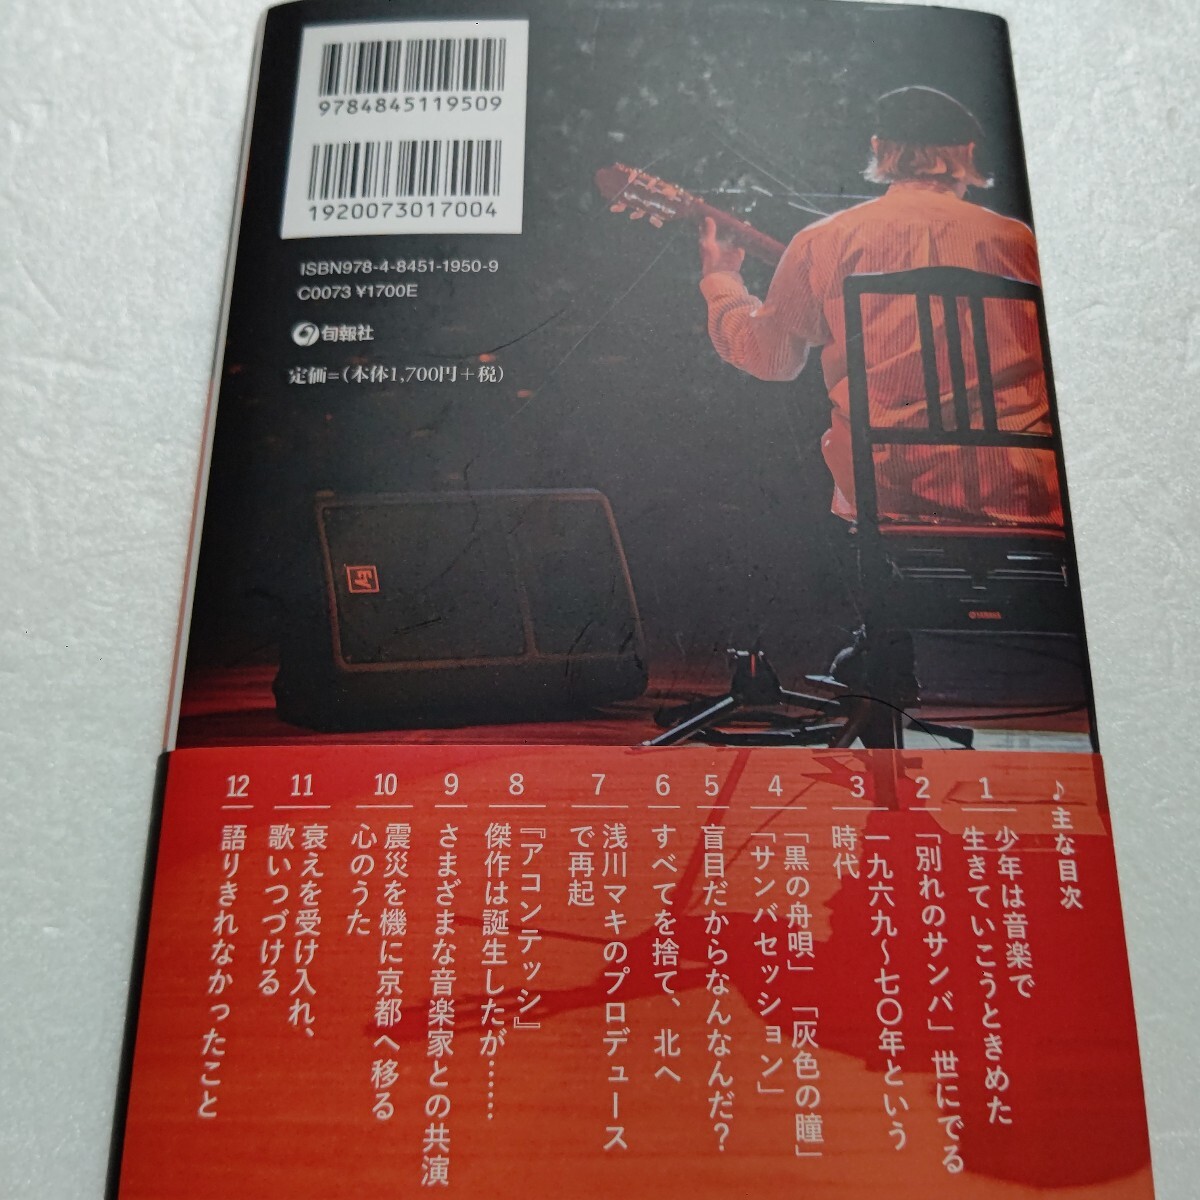 9784845119509
1920073017004
ISBN978-4-8451-1950-9
C0073 ¥1700E
旬報社
定価=(本体1,700円+税)
EV
YAMAHA
♪主な目次
1
少年は音楽で
生きていこうときめた
2
「別れのサンバ」世にでる
3
一九六九〜七〇年という
時代
4
「黒の舟唄」「灰色の瞳」
「サンバセッション」
5
盲目だからなんなんだ?
6
すべてを捨て、北へ
7
浅川マキのプロデュース
で再起
8
『アコンテッシ』
傑作は誕生したが……
9
さまざまな音楽家との共演
10
震災を機に京都へ移る
心のうた
11
衰えを受け入れ、
歌いつづける
12
語りきれなかったこと